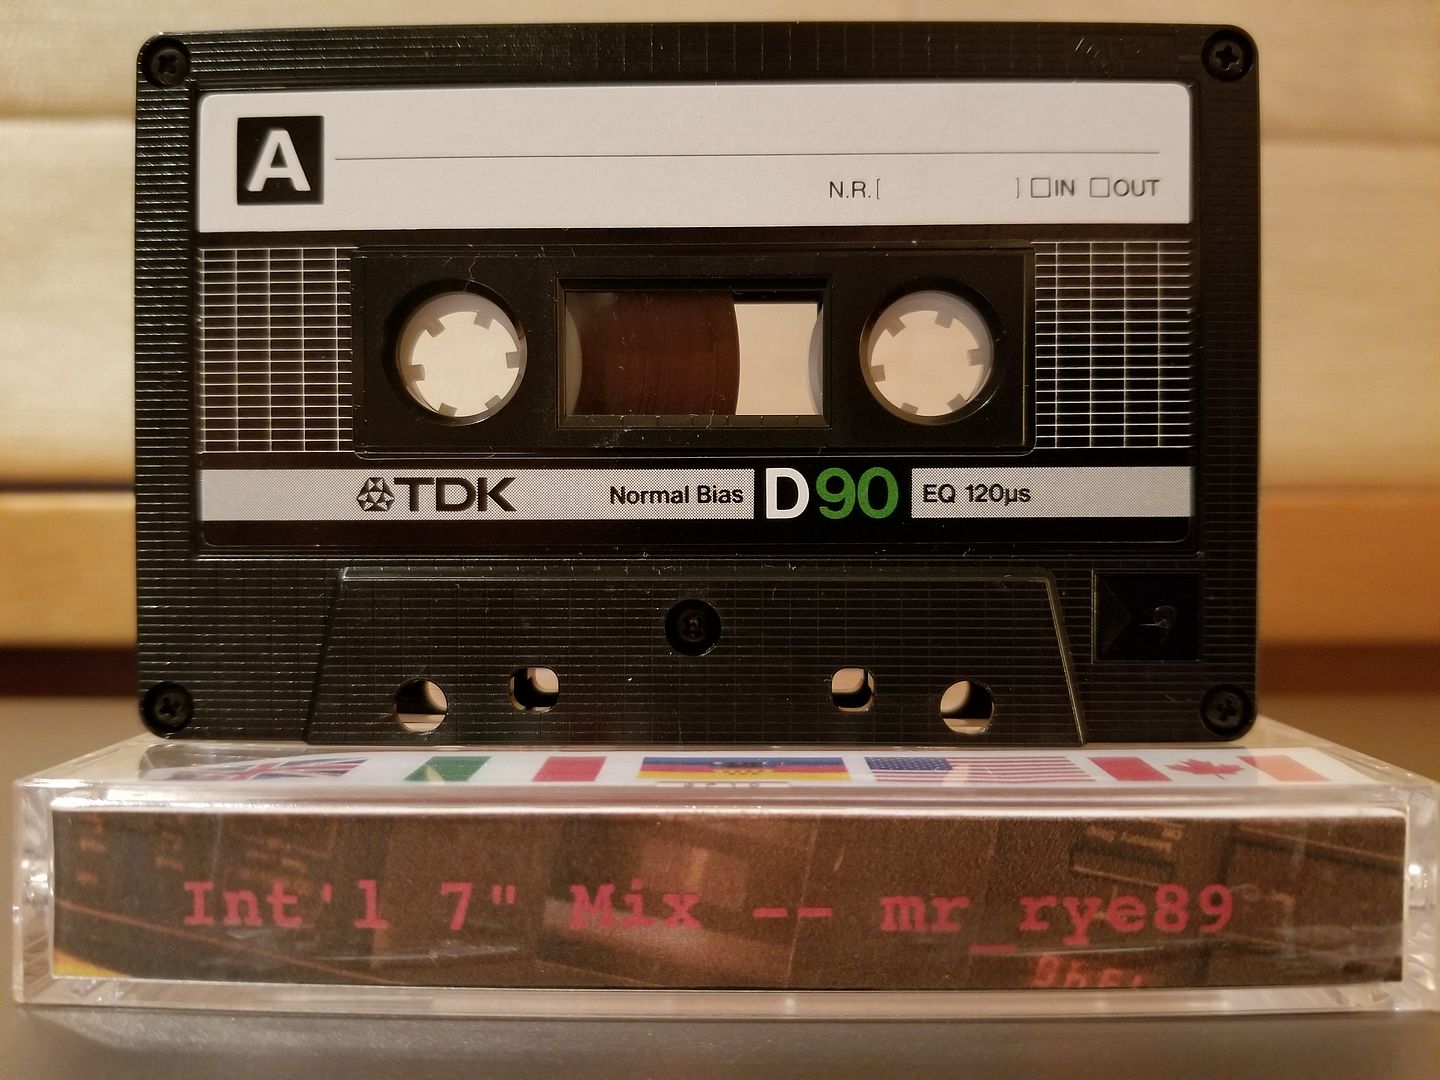 A
N.R.[ ] IN OUT
TDK Normal Bias D90 EQ 120µs
Int'l 7" Mix -- mr_rye89